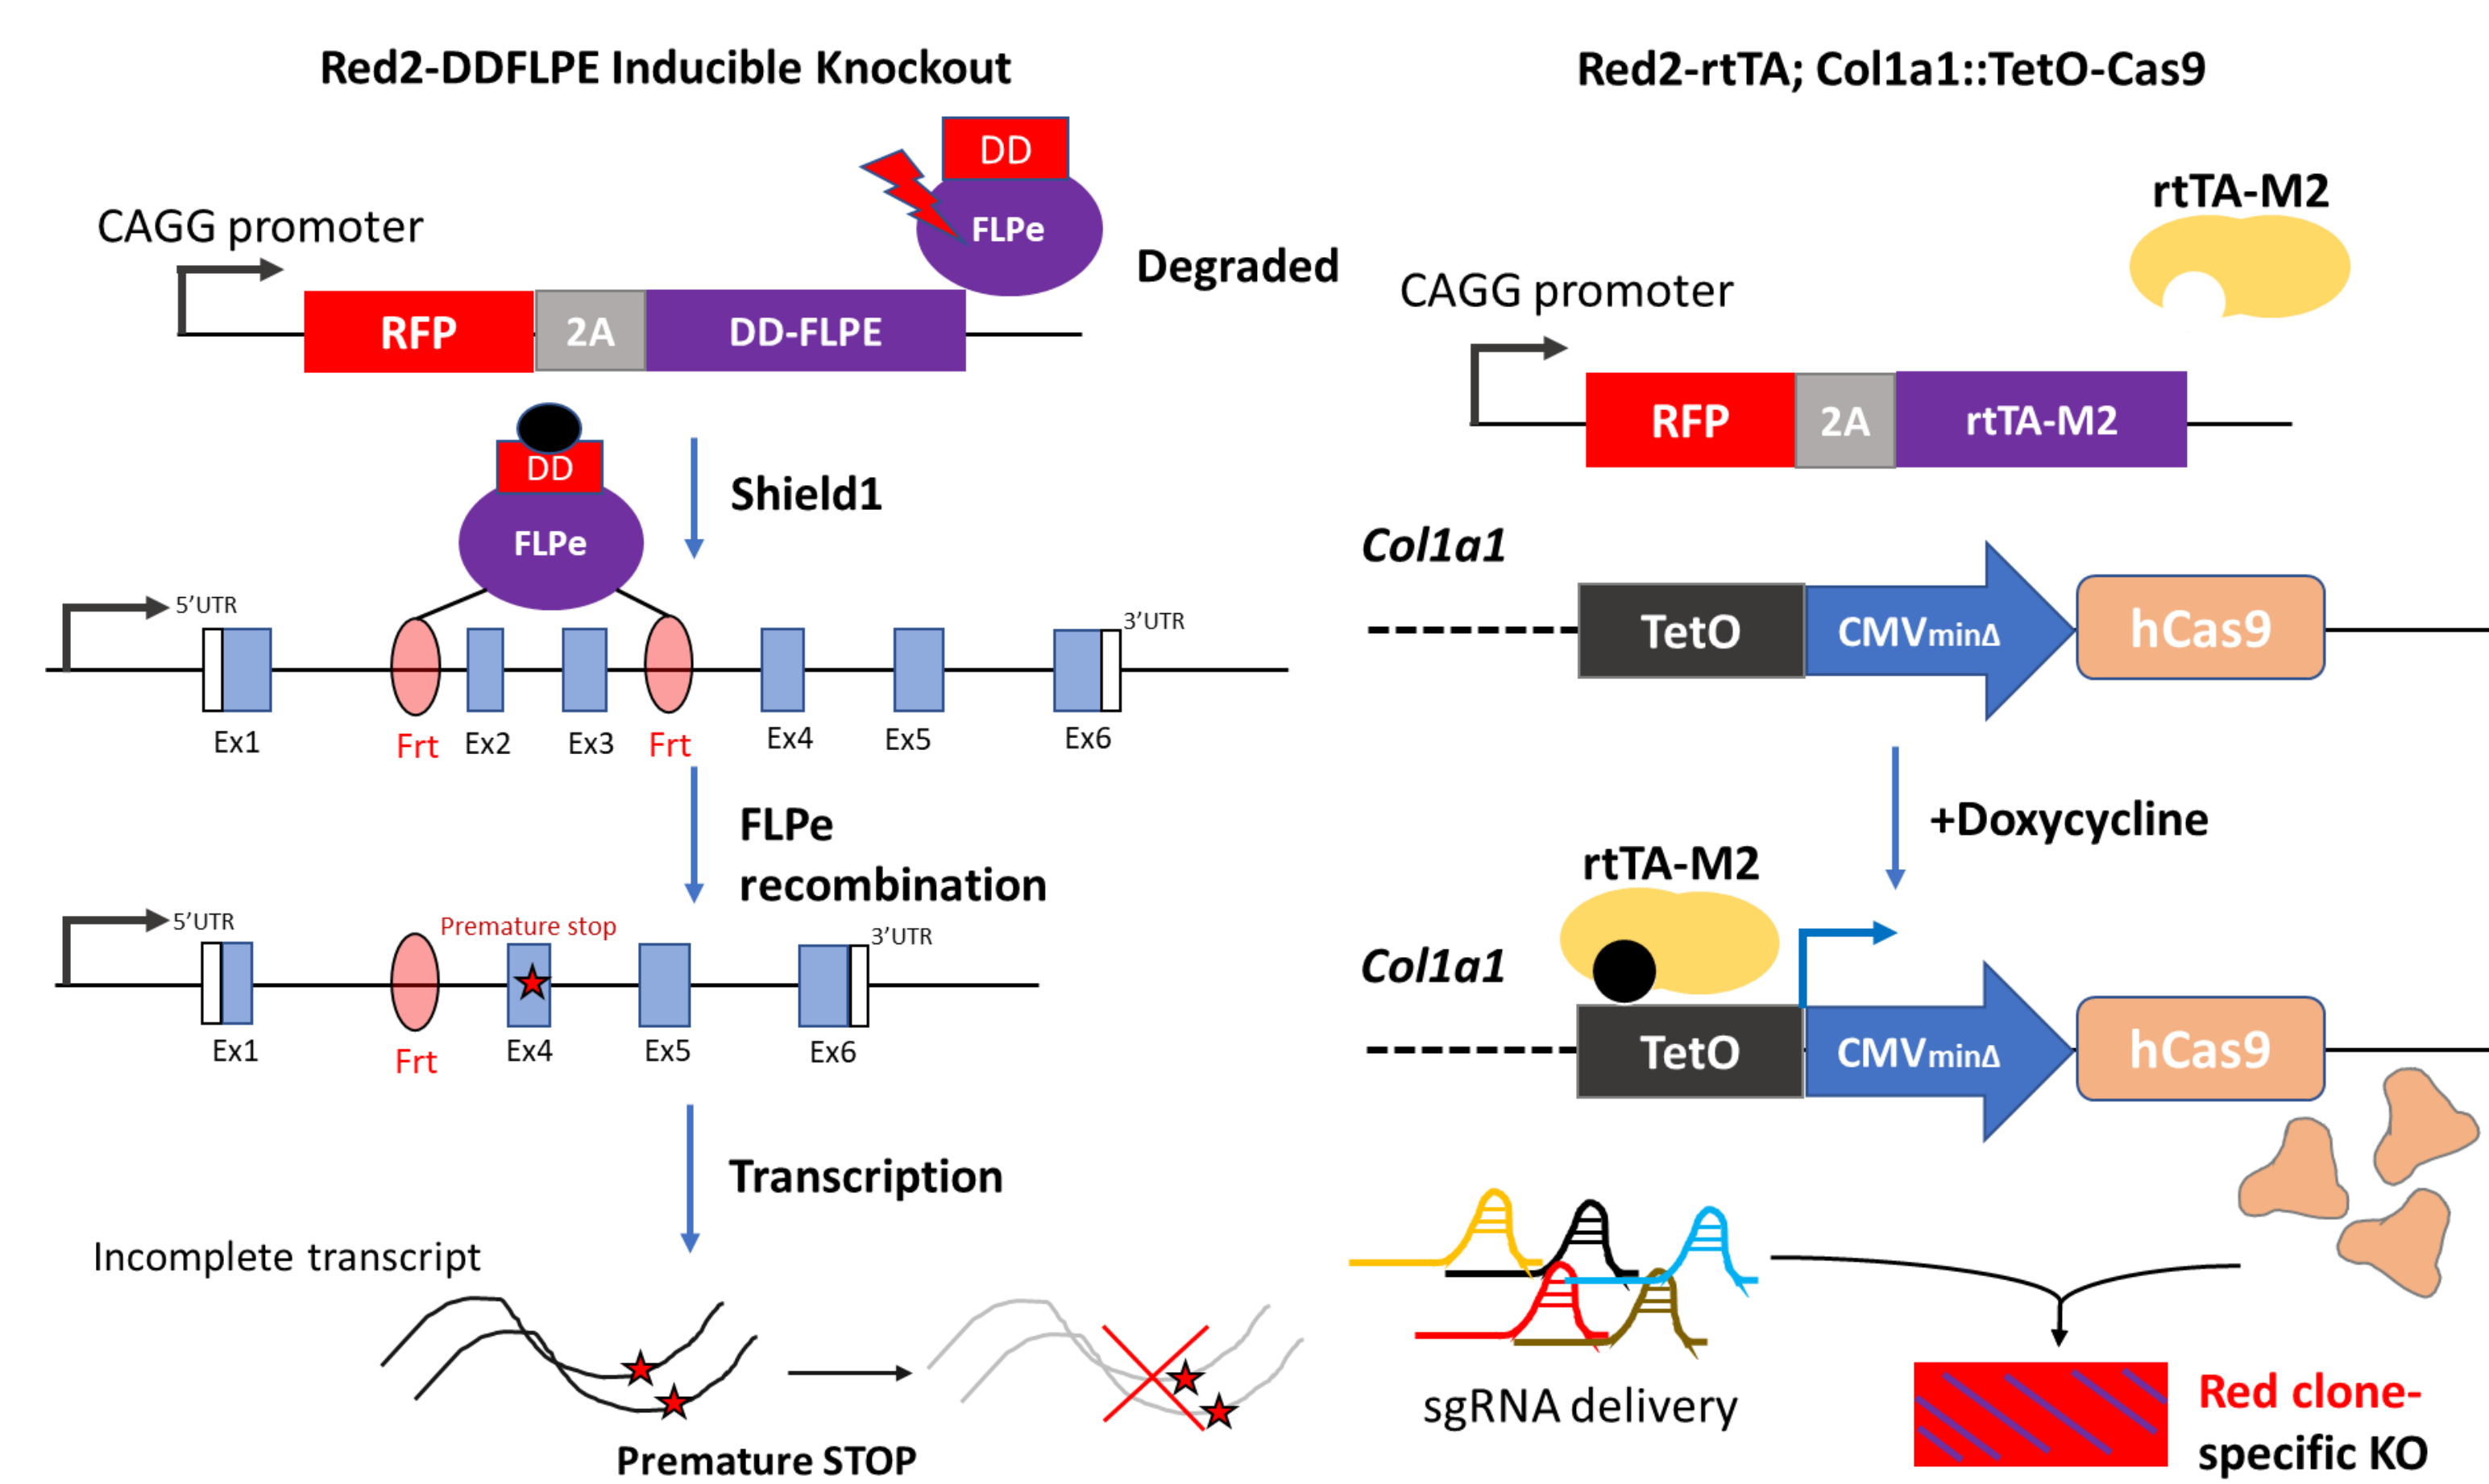 Red2-DDFLPE Inducible Knockout
DD
FLPe
Degraded
CAGG promoter
RFP 2A DD-FLPE
DD
FLPe
Shield1
5’UTR
3’UTR
Ex1 Frt Ex2 Ex3 Frt Ex4 Ex5 Ex6
FLPe
recombination
5’UTR
Premature stop
3’UTR
Ex1 Frt Ex4 Ex5 Ex6
Transcription
Incomplete transcript
Premature STOP
Red2-rtTA; Col1a1::TetO-Cas9
rtTA-M2
CAGG promoter
RFP 2A rtTA-M2
Col1a1
TetO CMVminΔ hCas9
+Doxycycline
rtTA-M2
Col1a1
TetO CMVminΔ hCas9
sgRNA delivery
Red clone-
specific KO